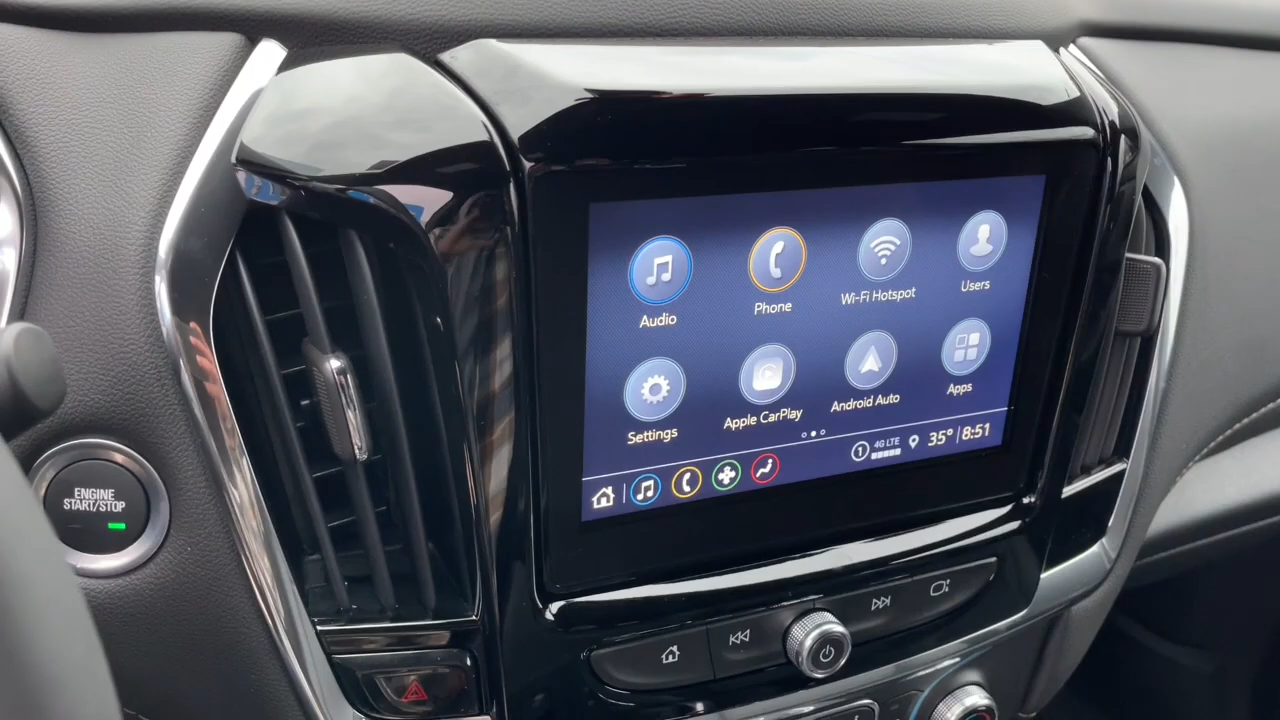 Audio
Phone
Wi-Fi Hotspot
Users
Settings
Apple CarPlay
Android Auto
Apps
1
4G LTE
35°
8:51
ENGINE
START/STOP